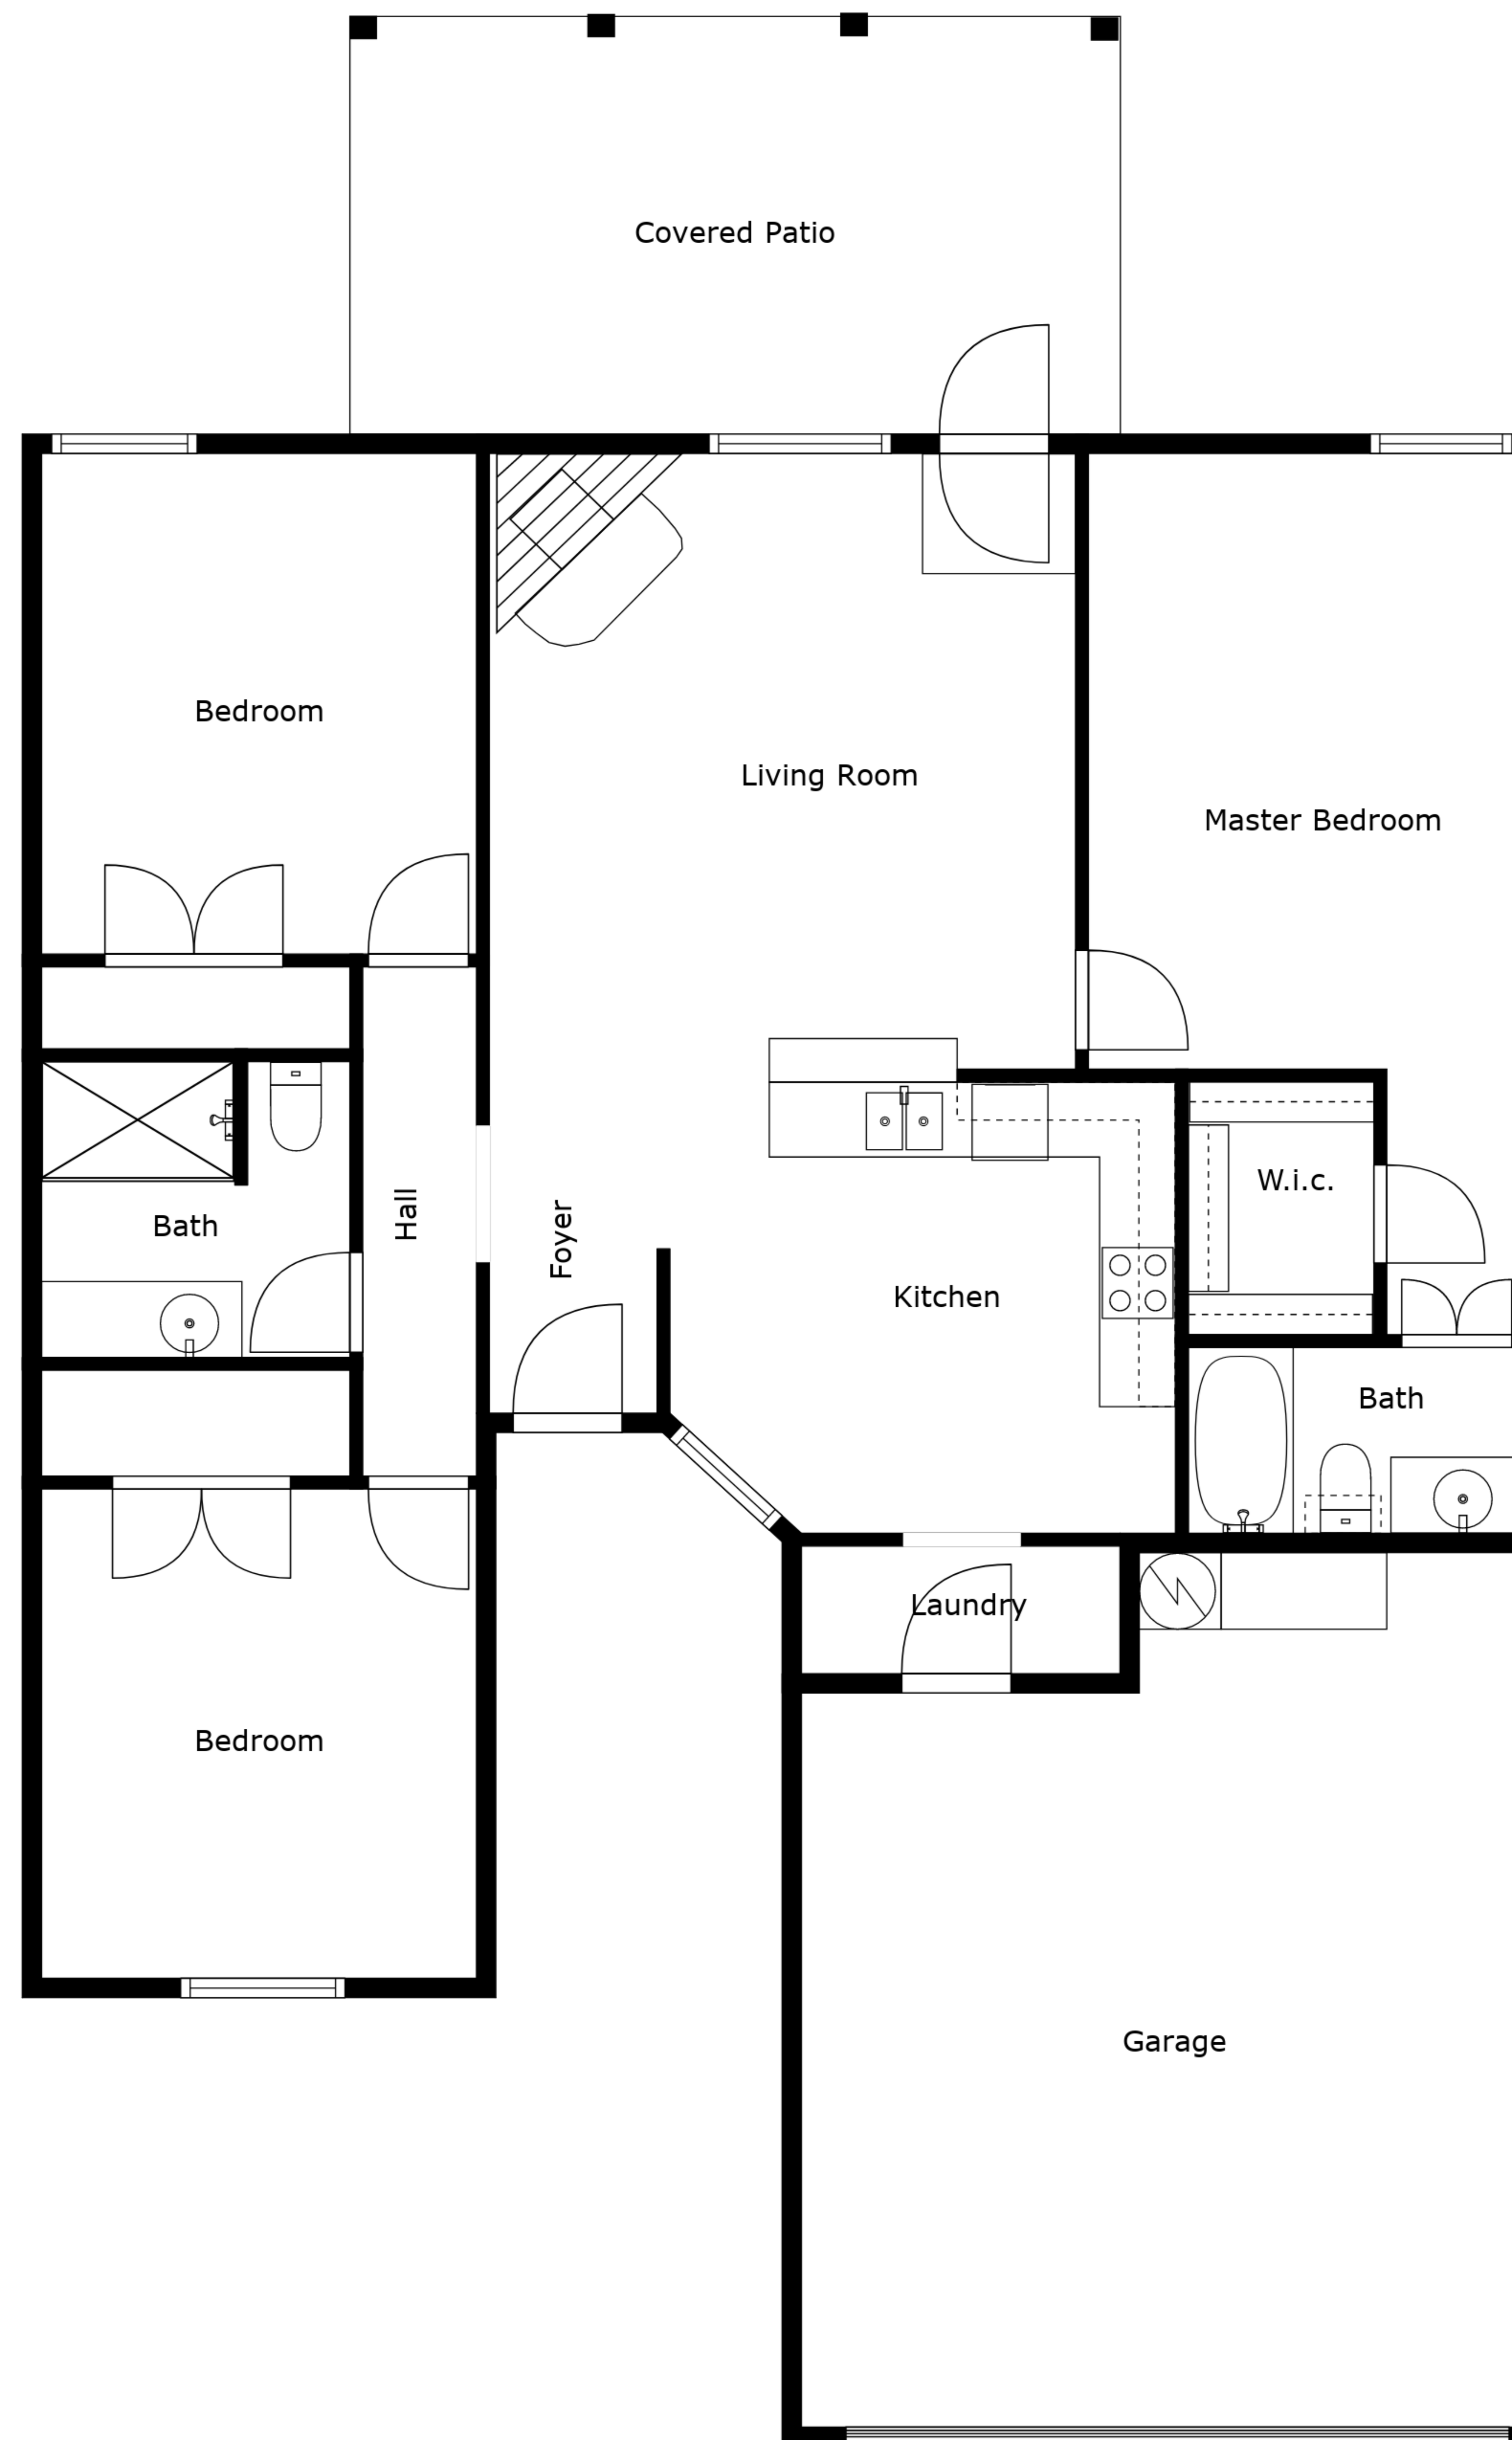 Covered Patio
Bedroom
Living Room
Master Bedroom
W.i.c.
Hall
Bath
Foyer
Kitchen
Bath
Laundry
Bedroom
Garage